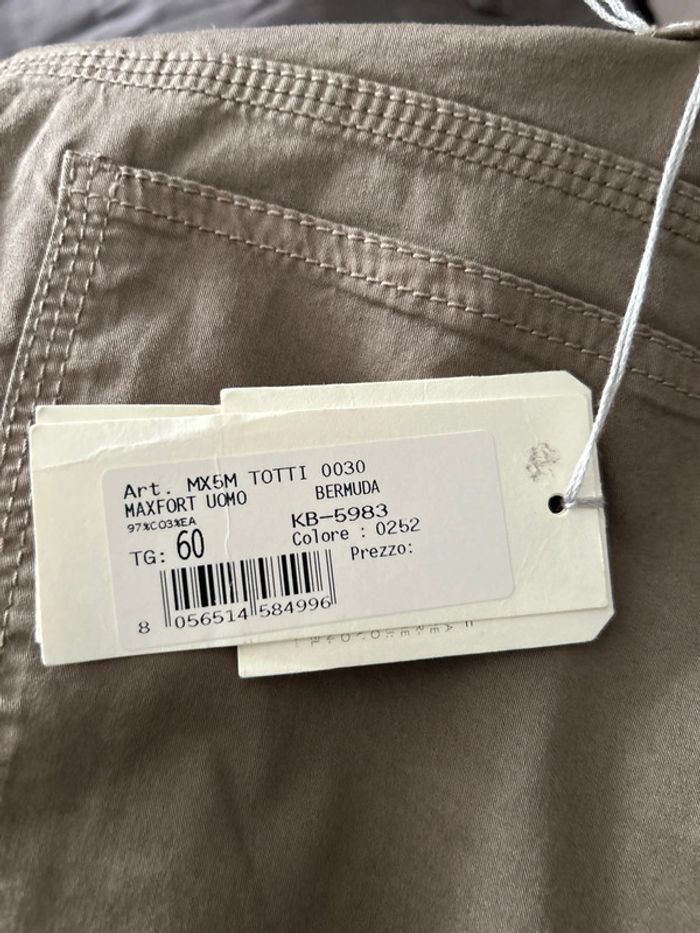 Art. MX5M TOTTI 0030
MAXFORT UOMO BERMUDA
97%CO3%EA KB-5983
Colore : 0252
TG: 60 Prezzo:
8 056514 584996